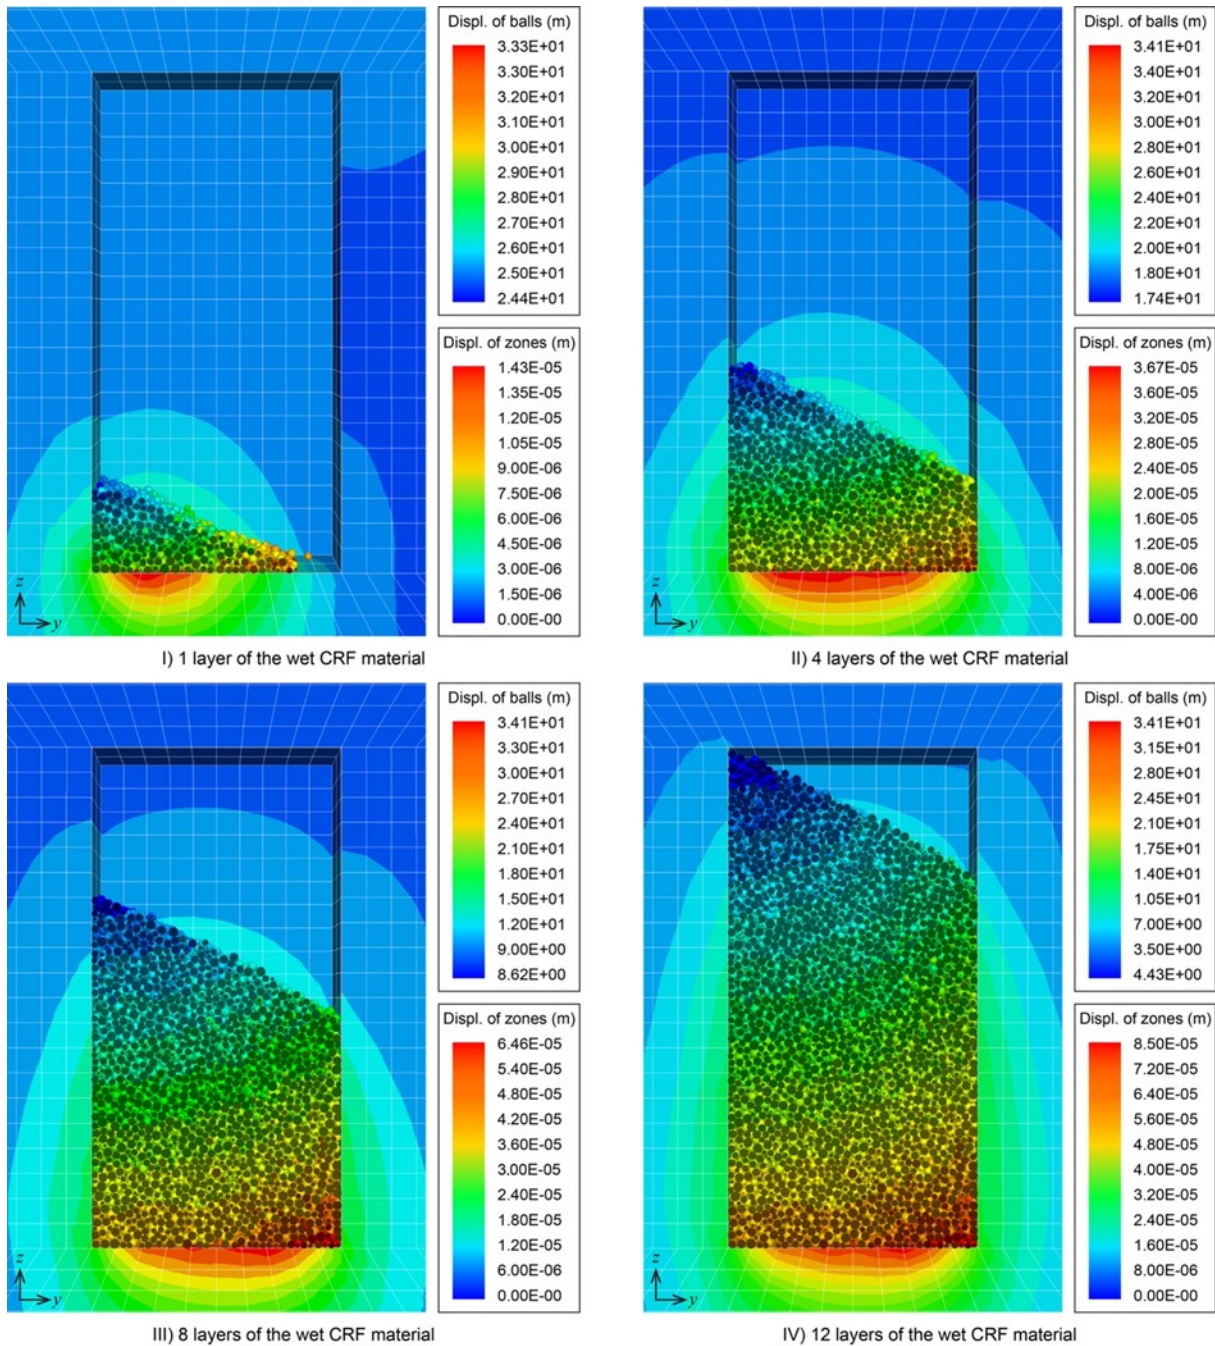 Displ. of balls (m)
3.33E+01
3.30E+01
3.20E+01
3.10E+01
3.00E+01
2.90E+01
2.80E+01
2.70E+01
2.60E+01
2.50E+01
2.44E+01
Displ. of zones (m)
1.43E-05
1.35E-05
1.20E-05
1.05E-05
9.00E-06
7.50E-06
6.00E-06
4.50E-06
3.00E-06
1.50E-06
0.00E-00
z
y
I) 1 layer of the wet CRF material
Displ. of balls (m)
3.41E+01
3.40E+01
3.20E+01
3.00E+01
2.80E+01
2.60E+01
2.40E+01
2.20E+01
2.00E+01
1.80E+01
1.74E+01
Displ. of zones (m)
3.67E-05
3.60E-05
3.20E-05
2.80E-05
2.40E-05
2.00E-05
1.60E-05
1.20E-05
8.00E-06
4.00E-06
0.00E-00
z
y
II) 4 layers of the wet CRF material
Displ. of balls (m)
3.41E+01
3.30E+01
3.00E+01
2.70E+01
2.40E+01
2.10E+01
1.80E+01
1.50E+01
1.20E+01
9.00E+00
8.62E+00
Displ. of zones (m)
6.46E-05
5.40E-05
4.80E-05
4.20E-05
3.60E-05
3.00E-05
2.40E-05
1.80E-05
1.20E-05
6.00E-06
0.00E-00
z
y
III) 8 layers of the wet CRF material
Displ. of balls (m)
3.41E+01
3.15E+01
2.80E+01
2.45E+01
2.10E+01
1.75E+01
1.40E+01
1.05E+01
7.00E+00
3.50E+00
4.43E+00
Displ. of zones (m)
8.50E-05
7.20E-05
6.40E-05
5.60E-05
4.80E-05
4.00E-05
3.20E-05
2.40E-05
1.60E-05
8.00E-06
0.00E-00
z
y
IV) 12 layers of the wet CRF material